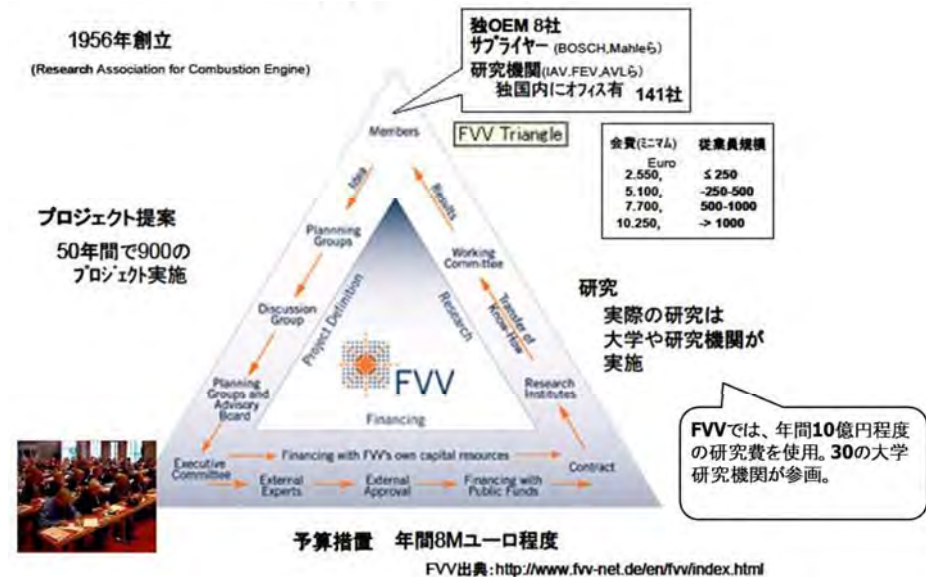 1956年創立
(Research Association for Combustion Engine)
独OEM 8社
サプライヤー (BOSCH,Mahleら)
研究機関(IAV.FEV,AVLら)
独国内にオフィス有 141社
FVV Triangle
会費(ミニマム) 従業員規模
Euro
2.550, ≤ 250
5.100, -250-500
7.700, 500-1000
10.250, -> 1000
Members
Idea
Plannning Groups
Discussion Group
Planning Groups and Advisory Board
Project Definition
プロジェクト提案
50年間で900の
プロジェクト実施
Results
Working Committee
Transfer of Know-How
Research Institutes
Research
研究
実際の研究は
大学や研究機関が
実施
FVV
Financing
Executive Committee
Financing with FVV's own capital resources
Contract
External Experts
External Approval
Financing with Public Funds
FVVでは、年間10億円程度
の研究費を使用。30の大学
研究機関が参画。
予算措置 年間8Mユーロ程度
FVV出典:http://www.fvv-net.de/en/fvv/index.html